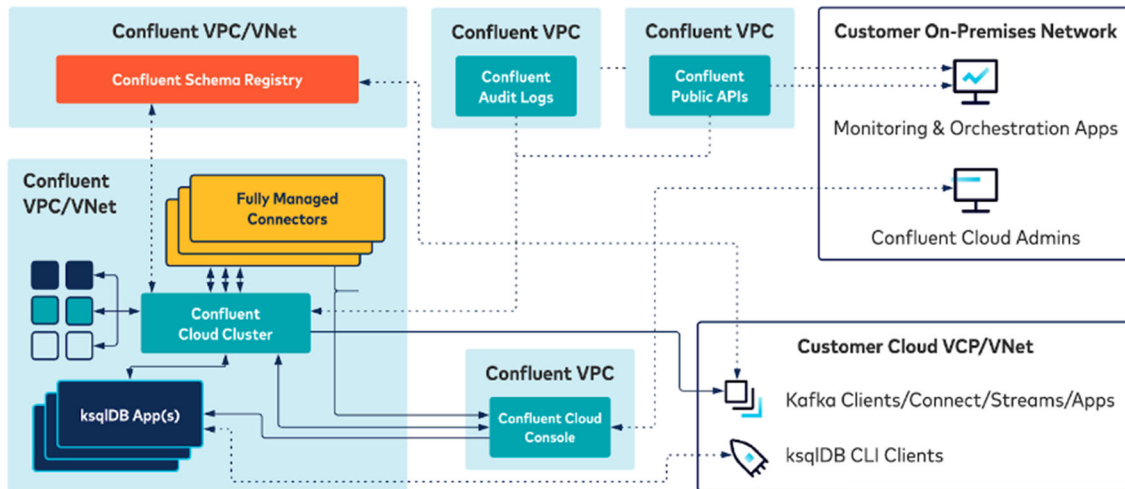 Confluent VPC/VNet
Confluent Schema Registry
Confluent VPC
Confluent
Audit Logs
Confluent VPC
Confluent
Public APIs
Customer On-Premises Network
Monitoring & Orchestration Apps
Confluent Cloud Admins
Confluent
VPC/VNet
Fully Managed
Connectors
Confluent
Cloud Cluster
ksqlDB App(s)
Confluent VPC
Confluent Cloud
Console
Customer Cloud VCP/VNet
Kafka Clients/Connect/Streams/Apps
ksqlDB CLI Clients